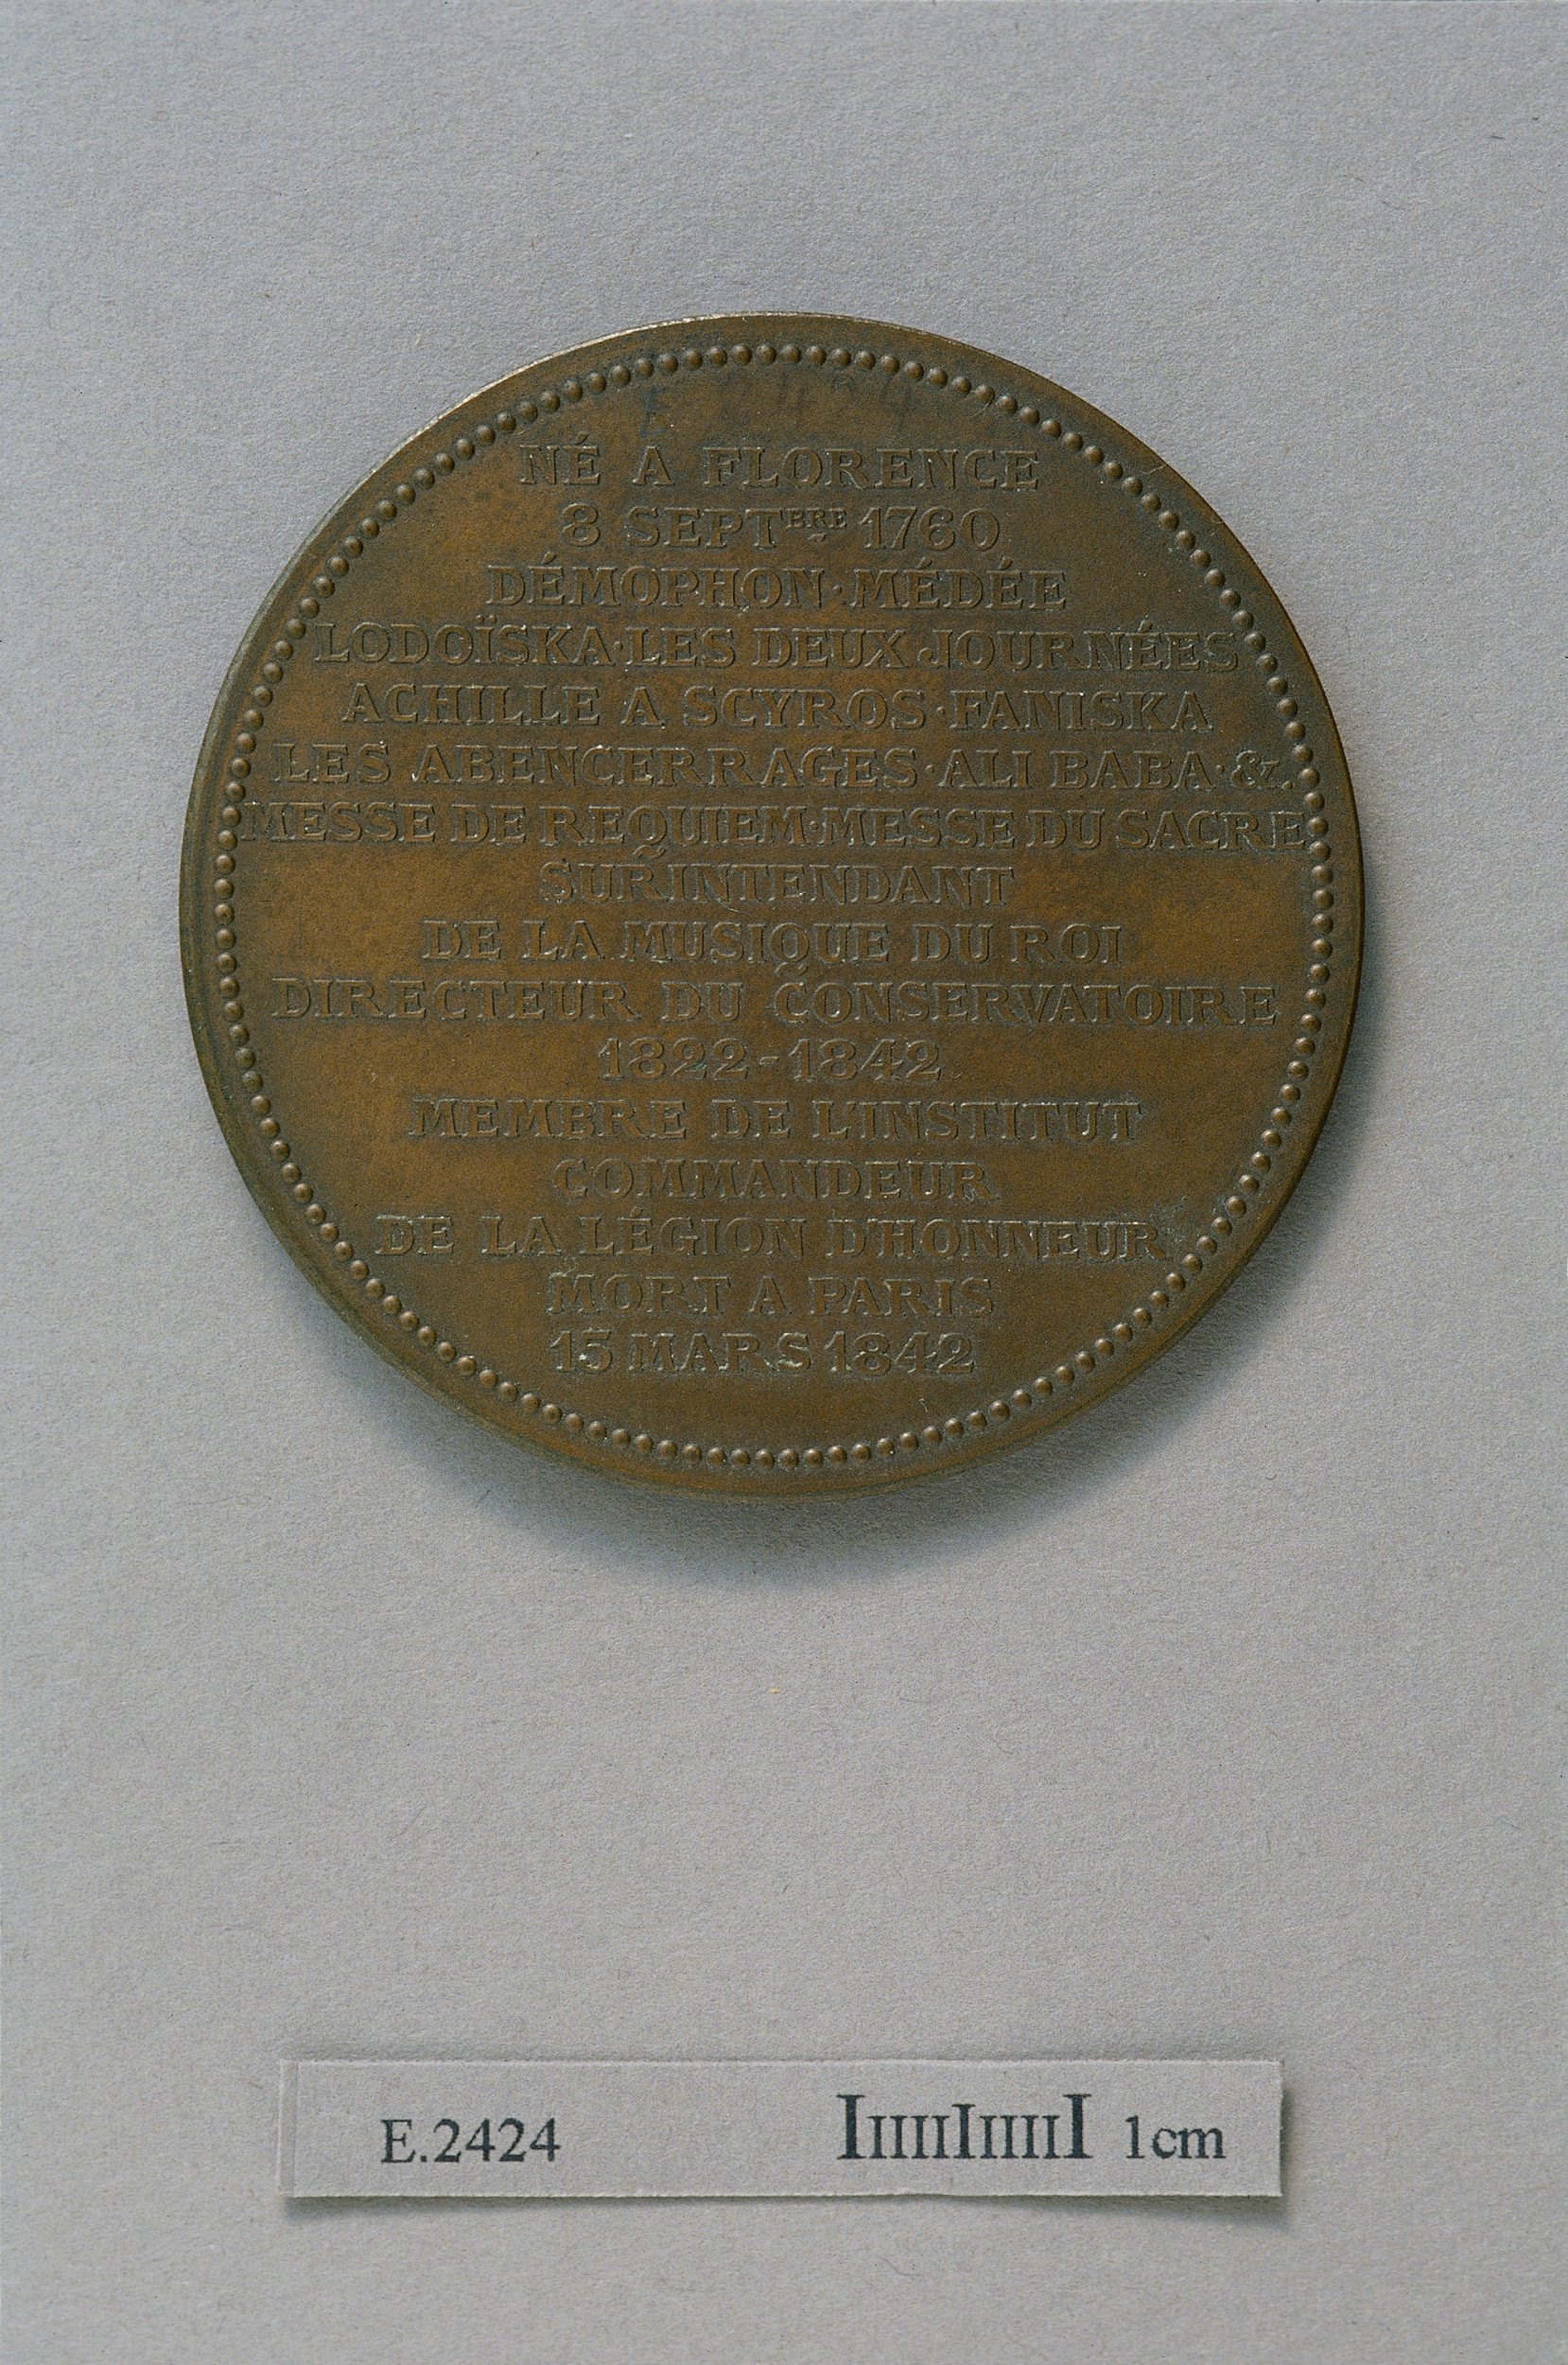 E 2424
NÉ A FLORENCE
8 SEPTBRE 1760
DÉMOPHON·MÉDÉE
LODOÏSKA·LES DEUX JOURNÉES
ACHILLE A SCYROS·FANISKA
LES ABENCERRAGES·ALI BABA·&.
MESSE DE REQUIEM·MESSE DU SACRE
SURINTENDANT
DE LA MUSIQUE DU ROI
DIRECTEUR DU CONSERVATOIRE
1822-1842
MEMBRE DE L'INSTITUT
COMMANDEUR
DE LA LÉGION D'HONNEUR
MORT A PARIS
15 MARS 1842
E.2424 1cm